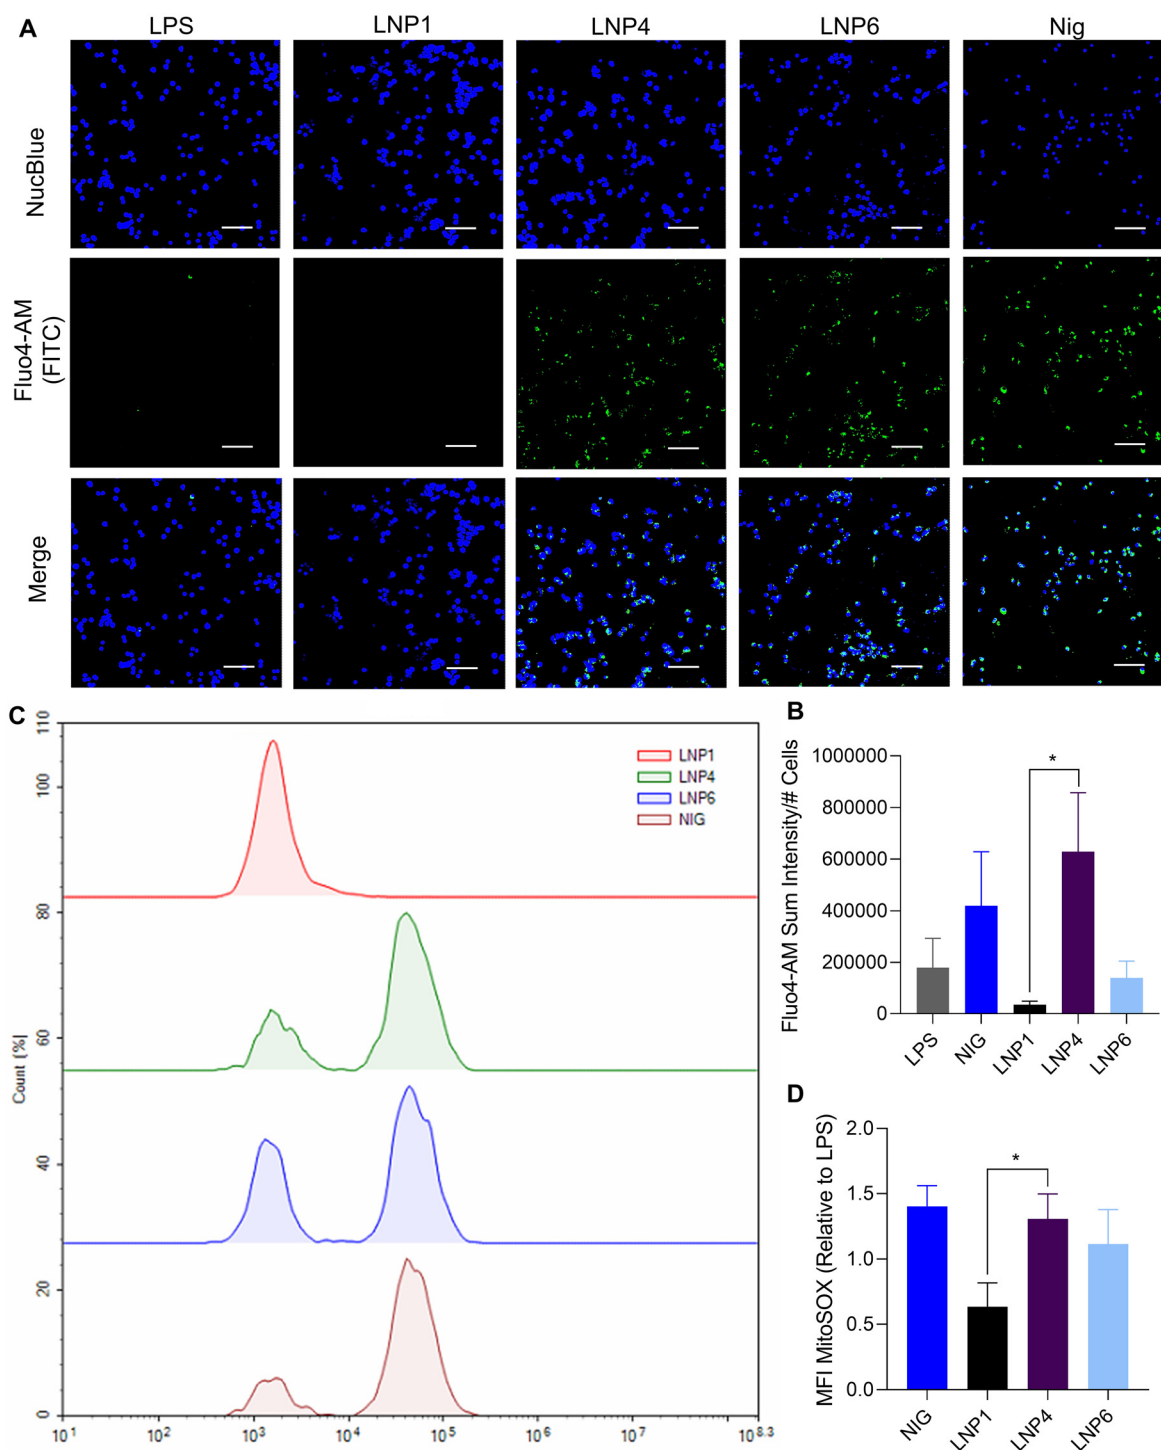 A
LPS LNP1 LNP4 LNP6 Nig
NucBlue
Fluo4-AM
(FITC)
Merge
C
110
100
80
60
40
20
0
Count (%)
LNP1
LNP4
LNP6
NIG
10¹ 10² 10³ 10⁴ 10⁵ 10⁶ 10⁷ 10⁸·³
B
Fluo4-AM Sum Intensity/# Cells
1000000
800000
600000
400000
200000
0
*
LPS NIG LNP1 LNP4 LNP6
D
MFI MitoSOX (Relative to LPS)
2.0
1.5
1.0
0.5
0.0
*
NIG LNP1 LNP4 LNP6